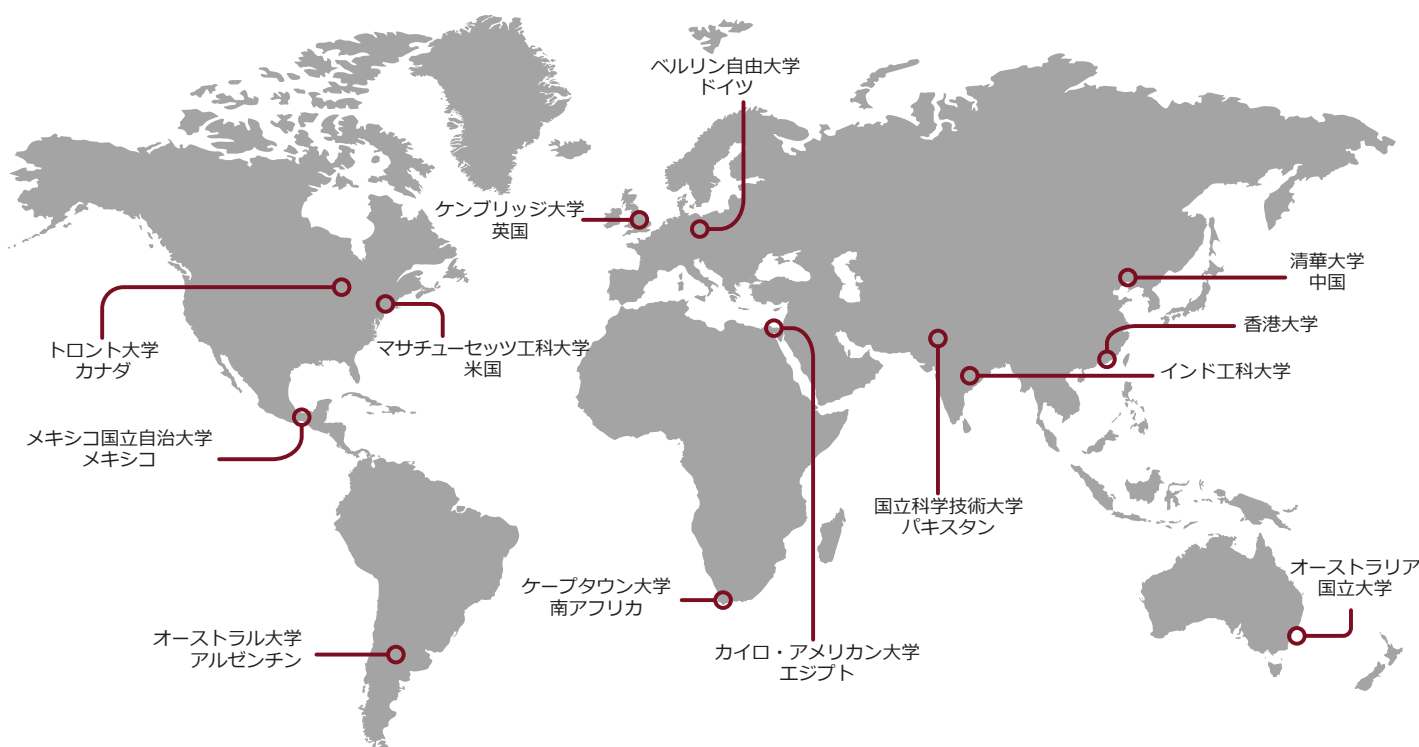 ベルリン自由大学
ドイツ
ケンブリッジ大学
英国
清華大学
中国
香港大学
トロント大学
カナダ
マサチューセッツ工科大学
米国
インド工科大学
メキシコ国立自治大学
メキシコ
国立科学技術大学
パキスタン
オーストラリア
国立大学
ケープタウン大学
南アフリカ
オーストラル大学
アルゼンチン
カイロ・アメリカン大学
エジプト